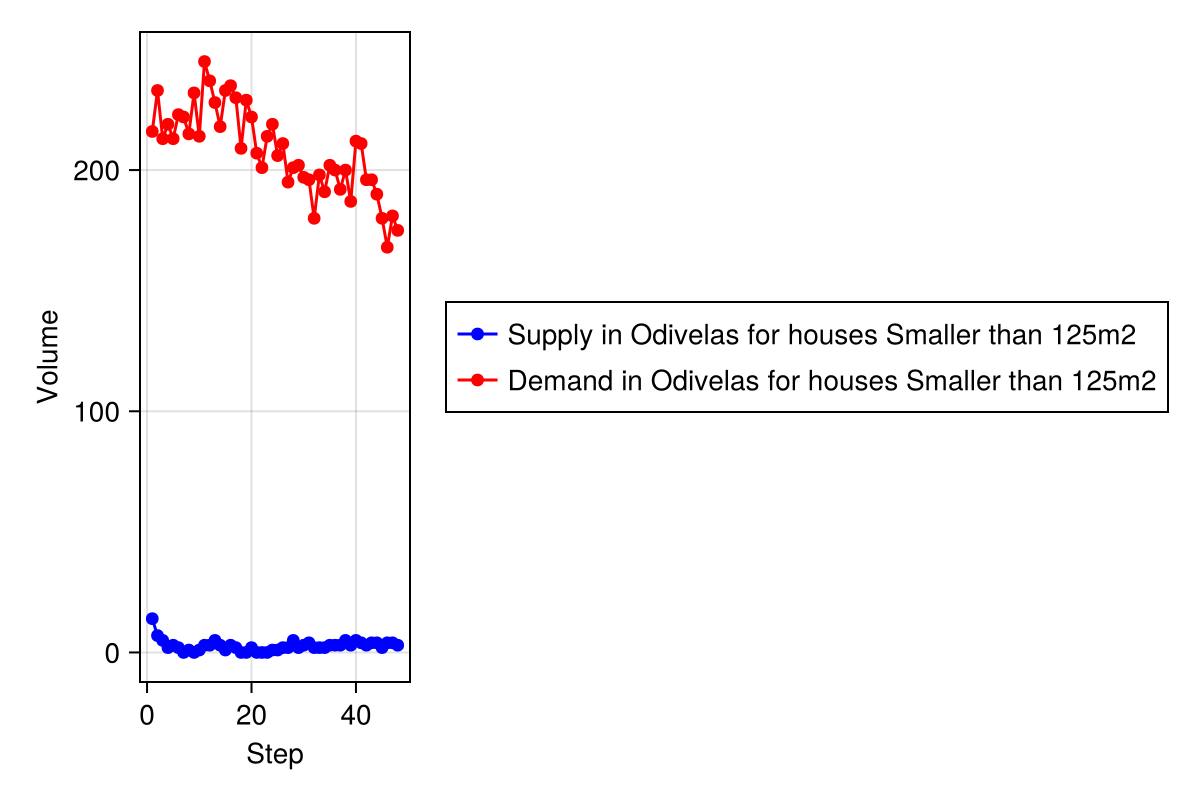 Volume
200
100
0
0 20 40
Step
Supply in Odivelas for houses Smaller than 125m2
Demand in Odivelas for houses Smaller than 125m2